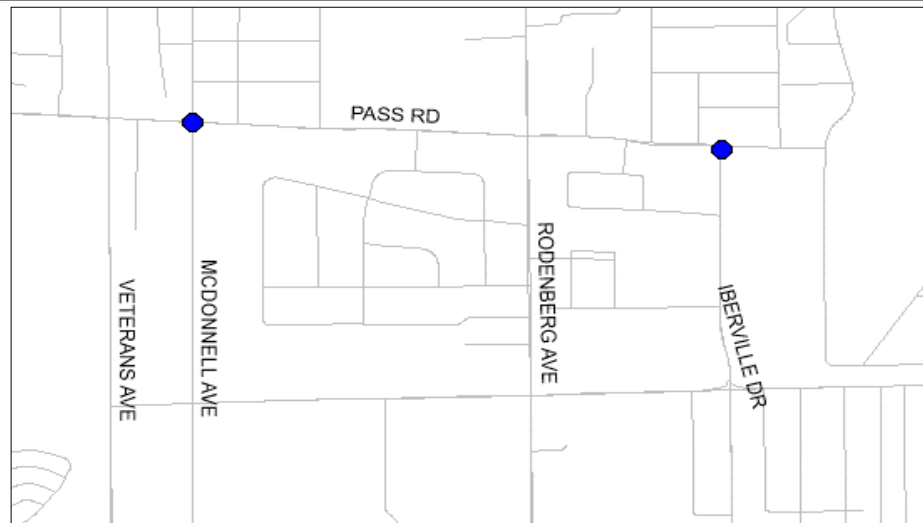 PASS RD
VETERANS AVE
MCDONNELL AVE
RODENBERG AVE
IBERVILLE DR